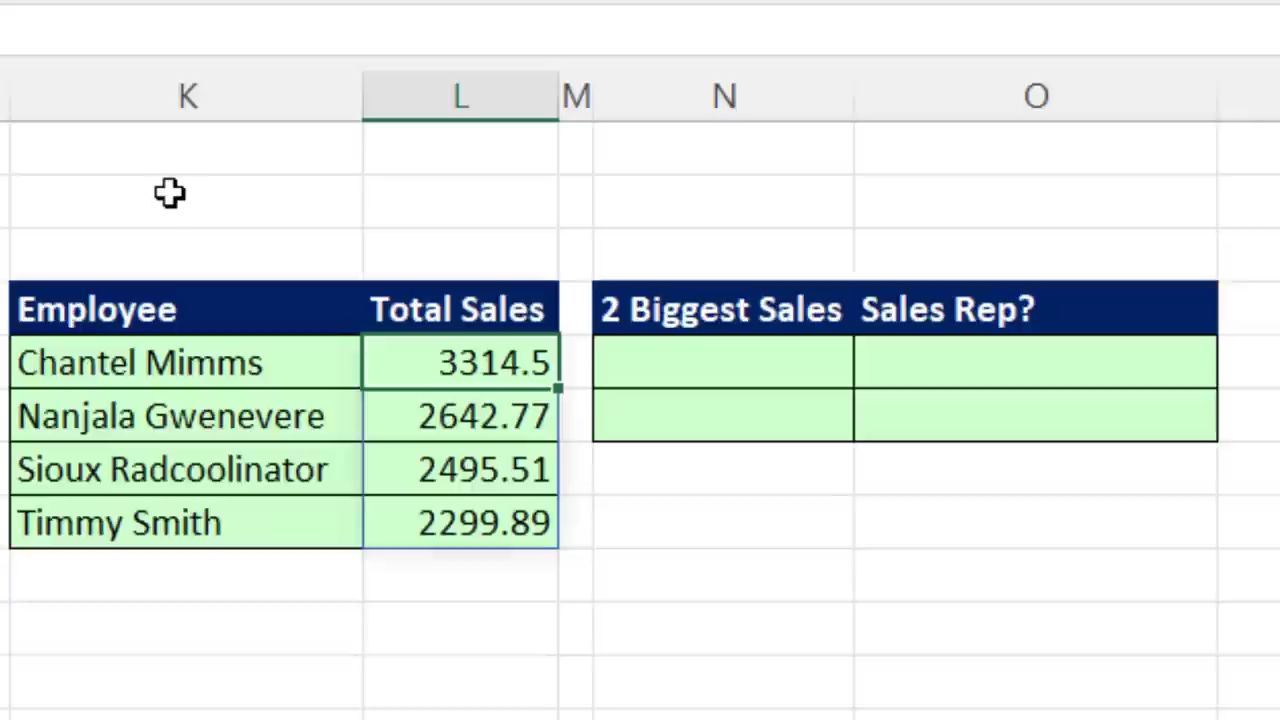 K L M N O
Employee Total Sales 2 Biggest Sales Sales Rep?
Chantel Mimms 3314.5
Nanjala Gwenevere 2642.77
Sioux Radcoolinator 2495.51
Timmy Smith 2299.89